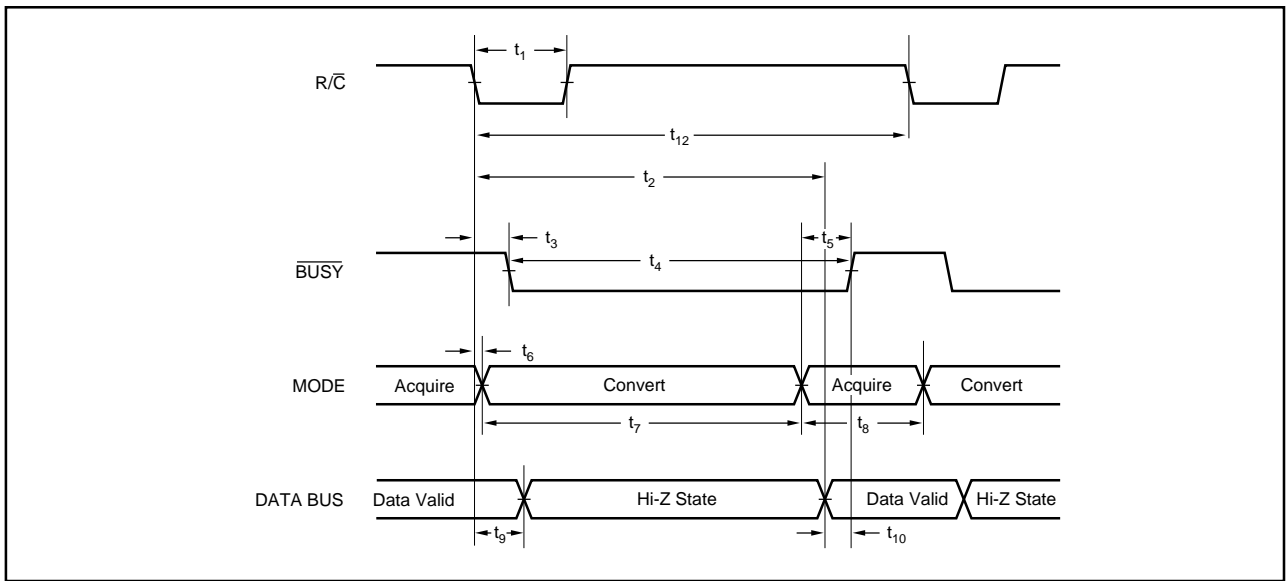 t₁
R/C̅
t₁₂
t₂
t₃
t₅
t₄
B̅U̅S̅Y̅
t₆
MODE
Acquire
Convert
Acquire
Convert
t₇
t₈
DATA BUS
Data Valid
Hi-Z State
Data Valid
Hi-Z State
t₉
t₁₀